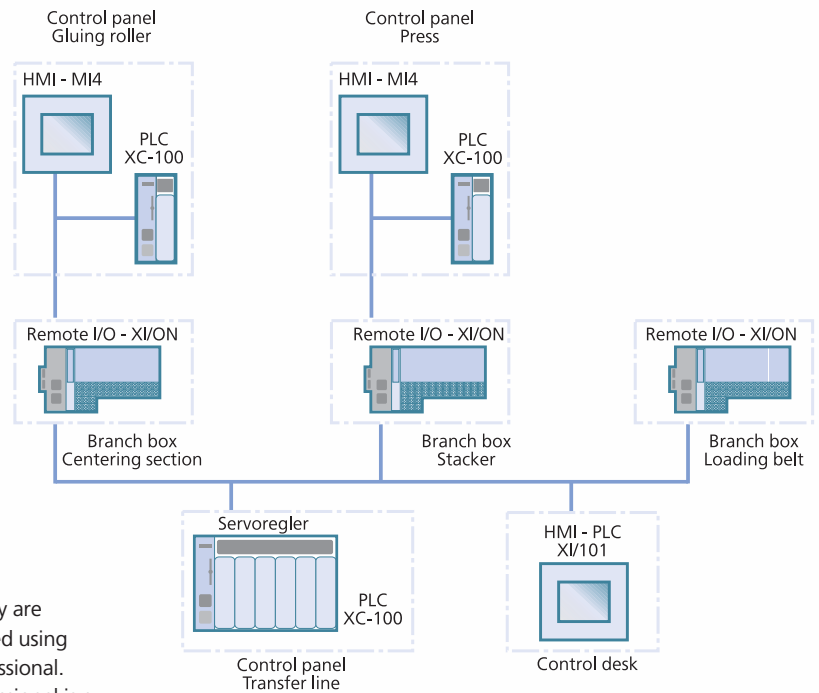 Control panel
Gluing roller
HMI - MI4
PLC
XC-100
Control panel
Press
HMI - MI4
PLC
XC-100
Remote I/O - XI/ON
Branch box
Centering section
Remote I/O - XI/ON
Branch box
Stacker
Remote I/O - XI/ON
Branch box
Loading belt
Servoregler
PLC
XC-100
Control panel
Transfer line
HMI - PLC
XI/101
Control desk
y are
ed using
ssional.